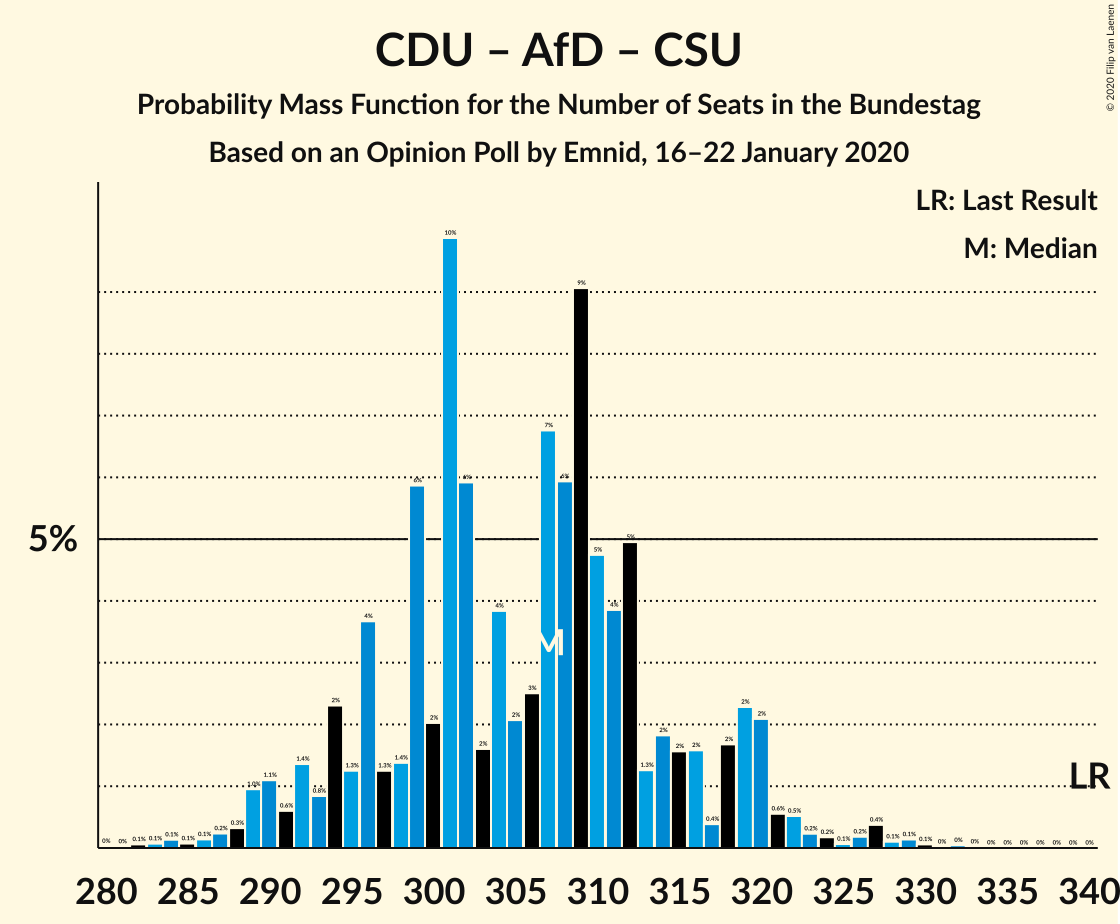 CDU – AfD – CSU
Probability Mass Function for the Number of Seats in the Bundestag
Based on an Opinion Poll by Emnid, 16–22 January 2020
© 2020 Filip van Laenen
LR: Last Result
M: Median
5%
0% 0% 0.1% 0.1% 0.1% 0.1% 0.1% 0.2% 0.3% 1.0% 1.1% 0.6% 1.4% 0.8% 2% 1.3% 4% 1.3% 1.4% 6% 2% 10% 6% 2% 4% 2% 3% 7% 6% 9% 5% 4% 5% 1.3% 2% 2% 2% 0.4% 2% 2% 2% 0.6% 0.5% 0.2% 0.2% 0.1% 0.2% 0.4% 0.1% 0.1% 0.1% 0% 0% 0% 0% 0% 0% 0% 0% 0% 0%
M
LR
280 285 290 295 300 305 310 315 320 325 330 335 340